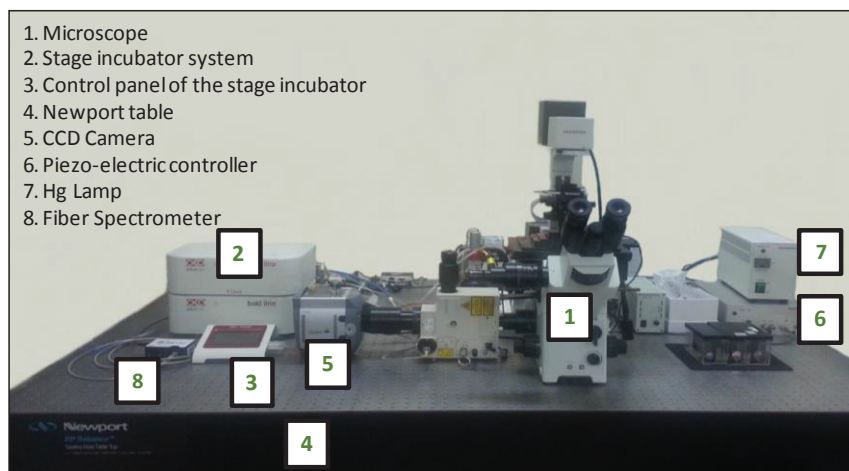 1. Microscope
2. Stage incubator system
3. Control panel of the stage incubator
4. Newport table
5. CCD Camera
6. Piezo-electric controller
7. Hg Lamp
8. Fiber Spectrometer
2
7
1
6
5
8
3
bold line
Newport
4